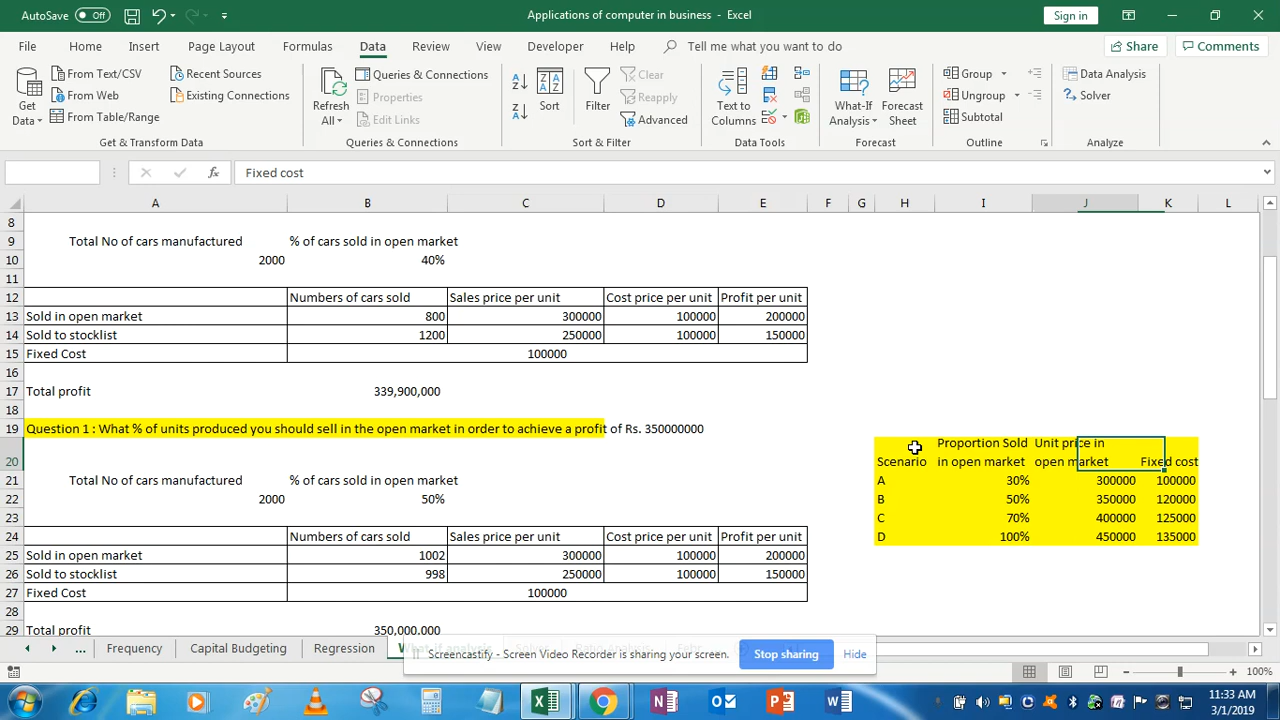 AutoSave Off
Applications of computer in business - Excel
Sign in
File Home Insert Page Layout Formulas Data Review View Developer Help Tell me what you want to do Share Comments
Get Data
From Text/CSV
From Web
From Table/Range
Recent Sources
Existing Connections
Get & Transform Data
Refresh All
Queries & Connections
Properties
Edit Links
Queries & Connections
Sort
Filter
Clear
Reapply
Advanced
Sort & Filter
Text to Columns
Data Tools
What-If Analysis
Forecast Sheet
Forecast
Group
Ungroup
Subtotal
Outline
Data Analysis
Solver
Analyze
fx Fixed cost
A B C D E F G H I J K L
8
9 Total No of cars manufactured % of cars sold in open market
10 2000 40%
11
12 Numbers of cars sold Sales price per unit Cost price per unit Profit per unit
13 Sold in open market 800 300000 100000 200000
14 Sold to stocklist 1200 250000 100000 150000
15 Fixed Cost 100000
16
17 Total profit 339,900,000
18
19 Question 1 : What % of units produced you should sell in the open market in order to achieve a profit of Rs. 350000000
20 Scenario Proportion Sold in open market Unit price in open market Fixed cost
21 Total No of cars manufactured % of cars sold in open market A 30% 300000 100000
22 2000 50% B 50% 350000 120000
23 C 70% 400000 125000
24 Numbers of cars sold Sales price per unit Cost price per unit Profit per unit D 100% 450000 135000
25 Sold in open market 1002 300000 100000 200000
26 Sold to stocklist 998 250000 100000 150000
27 Fixed Cost 100000
28
29 Total profit 350,000,000
... Frequency Capital Budgeting Regression
Screencastify - Screen Video Recorder is sharing your screen. Stop sharing Hide
100%
11:33 AM
3/1/2019